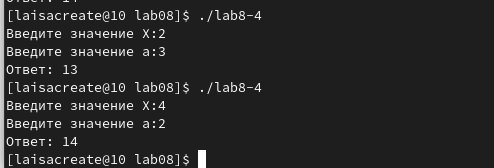 [laisacreate@10 lab08]$ ./lab8-4
Введите значение X:2
Введите значение a:3
Ответ: 13
[laisacreate@10 lab08]$ ./lab8-4
Введите значение X:4
Введите значение a:2
Ответ: 14
[laisacreate@10 lab08]$